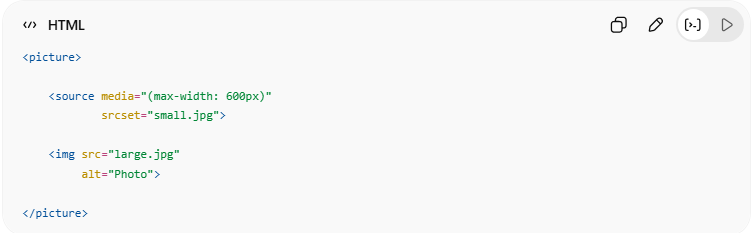 HTML
<picture>
<source media="(max-width: 600px)"
srcset="small.jpg">
<img src="large.jpg"
alt="Photo">
</picture>